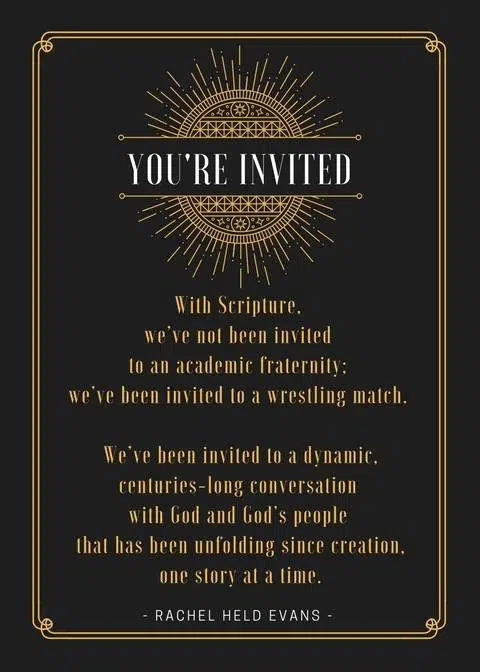 YOU'RE INVITED
With Scripture,
we've not been invited
to an academic fraternity;
we've been invited to a wrestling match.
We've been invited to a dynamic,
centuries-long conversation
with God and God's people
that has been unfolding since creation,
one story at a time.
- RACHEL HELD EVANS -